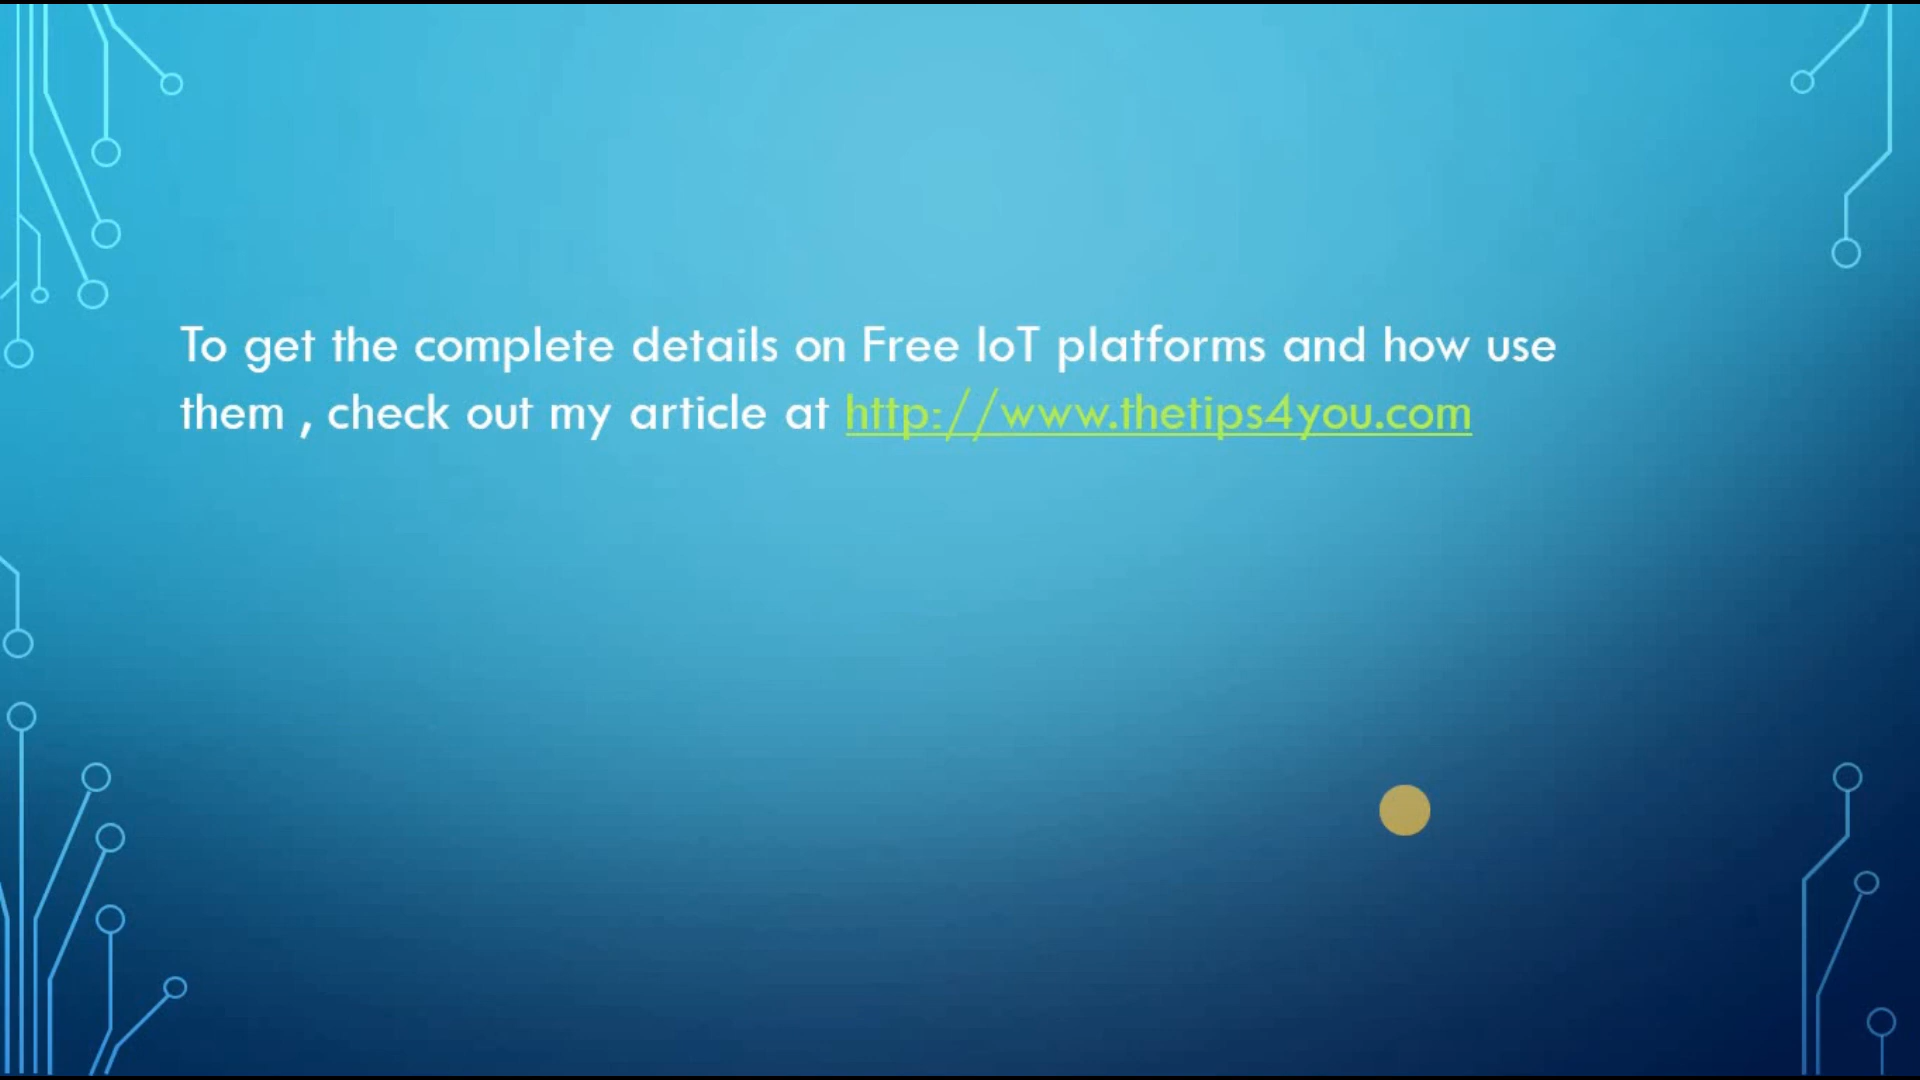 To get the complete details on Free IoT platforms and how use
them , check out my article at http://www.thetips4you.com